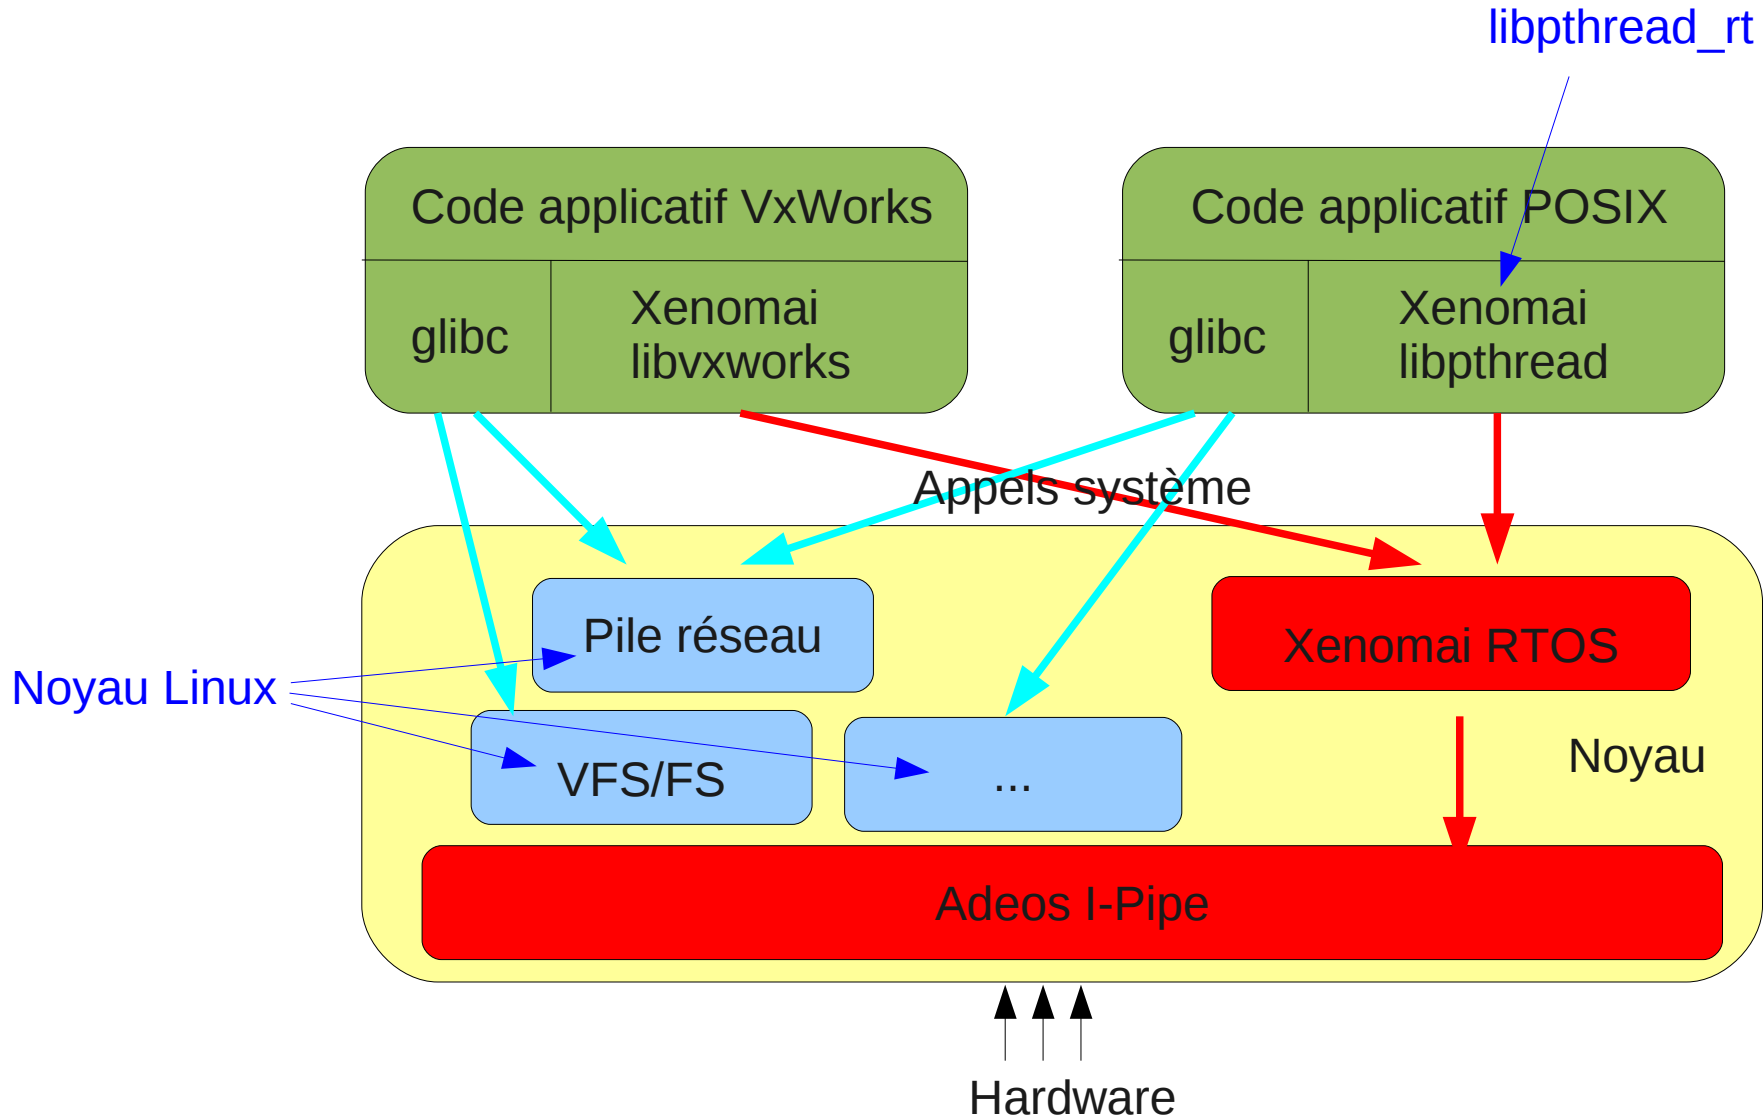 libpthread_rt
Code applicatif VxWorks
Code applicatif POSIX
glibc
Xenomai
libvxworks
glibc
Xenomai
libpthread
Appels système
Pile réseau
Xenomai RTOS
Noyau Linux
VFS/FS
...
Noyau
Adeos I-Pipe
Hardware